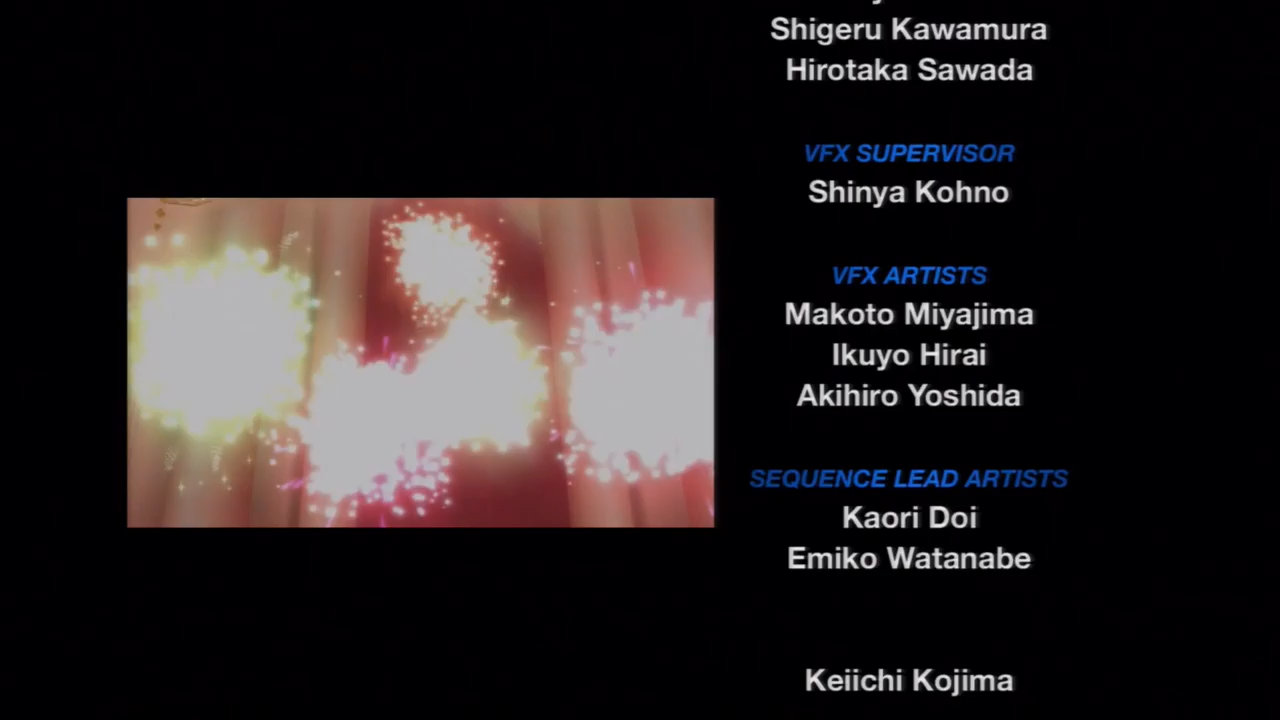 Shigeru Kawamura
Hirotaka Sawada
VFX SUPERVISOR
Shinya Kohno
VFX ARTISTS
Makoto Miyajima
Ikuyo Hirai
Akihiro Yoshida
SEQUENCE LEAD ARTISTS
Kaori Doi
Emiko Watanabe
Keiichi Kojima